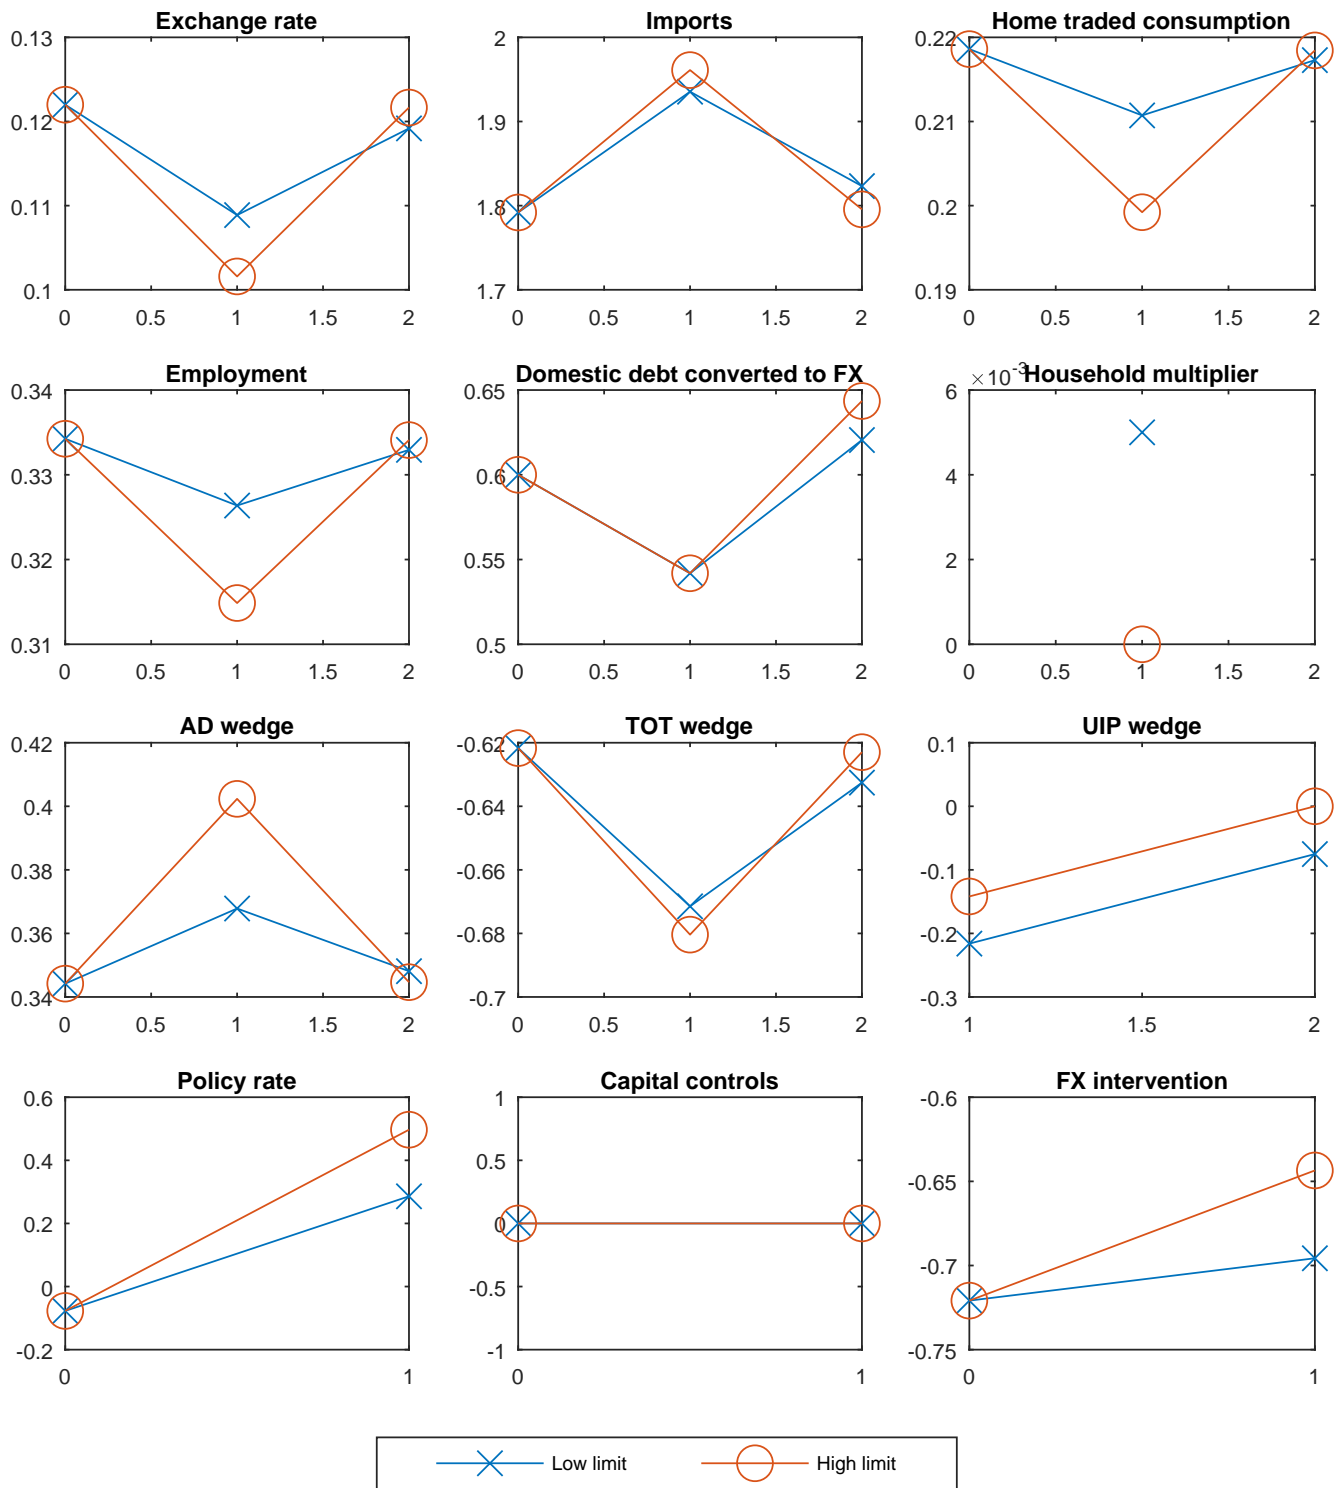 Exchange rate
0.13
0.12
0.11
0.1
0 0.5 1 1.5 2
Imports
2
1.9
1.8
1.7
0 0.5 1 1.5 2
Home traded consumption
0.22
0.21
0.2
0.19
0 0.5 1 1.5 2
Employment
0.34
0.33
0.32
0.31
0 0.5 1 1.5 2
Domestic debt converted to FX
0.65
0.6
0.55
0.5
0 0.5 1 1.5 2
×10-3
Household multiplier
6
4
2
0
0 0.5 1 1.5 2
AD wedge
0.42
0.4
0.38
0.36
0.34
0 0.5 1 1.5 2
TOT wedge
-0.62
-0.64
-0.66
-0.68
-0.7
0 0.5 1 1.5 2
UIP wedge
0.1
0
-0.1
-0.2
-0.3
1 1.5 2
Policy rate
0.6
0.4
0.2
0
-0.2
0 1
Capital controls
1
0.5
0
-0.5
-1
0 1
FX intervention
-0.6
-0.65
-0.7
-0.75
0 1
Low limit High limit